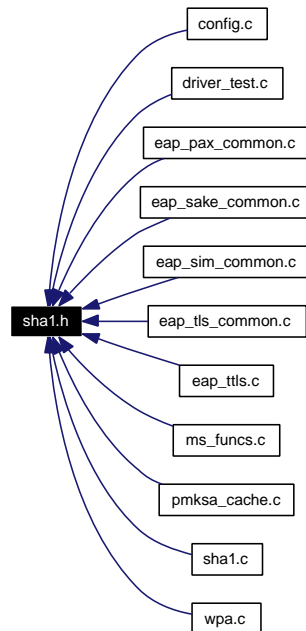 config.c
driver_test.c
eap_pax_common.c
eap_sake_common.c
eap_sim_common.c
sha1.h
eap_tls_common.c
eap_ttls.c
ms_funcs.c
pmksa_cache.c
sha1.c
wpa.c